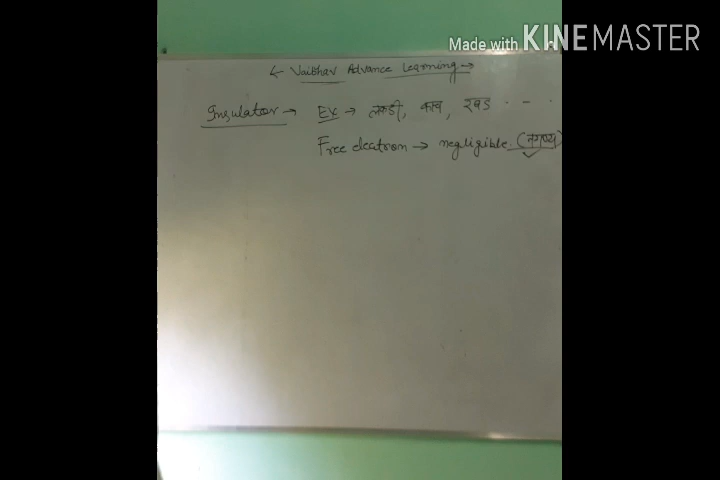 Made with KINEMASTER
← Vaibhav Advance Learning →
Insulator → Ex → लकडी, काच, रबड - - -
Free electron → negligible (नगण्य)